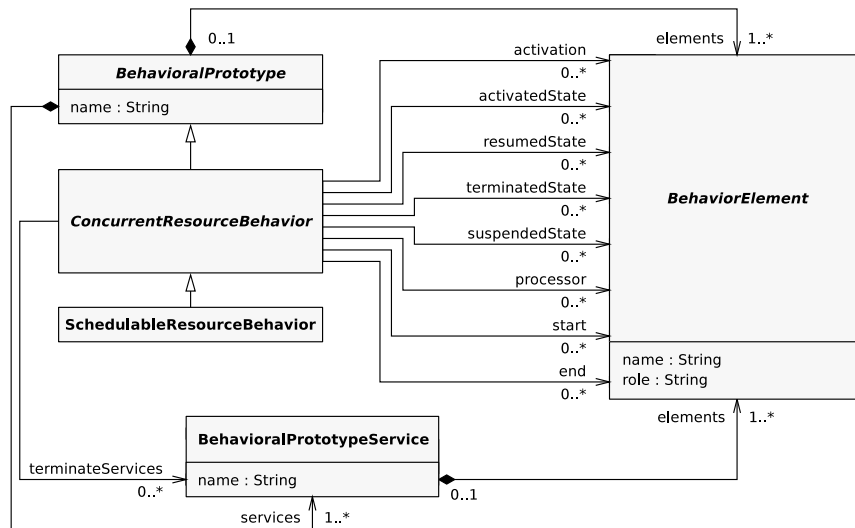 0..1
elements
1..*
BehavioralPrototype
name : String
activation
0..*
activatedState
0..*
resumedState
0..*
ConcurrentResourceBehavior
terminatedState
0..*
BehaviorElement
suspendedState
0..*
processor
0..*
SchedulableResourceBehavior
start
0..*
name : String
role : String
end
0..*
elements
1..*
BehavioralPrototypeService
terminateServices
0..*
name : String
0..1
services
1..*